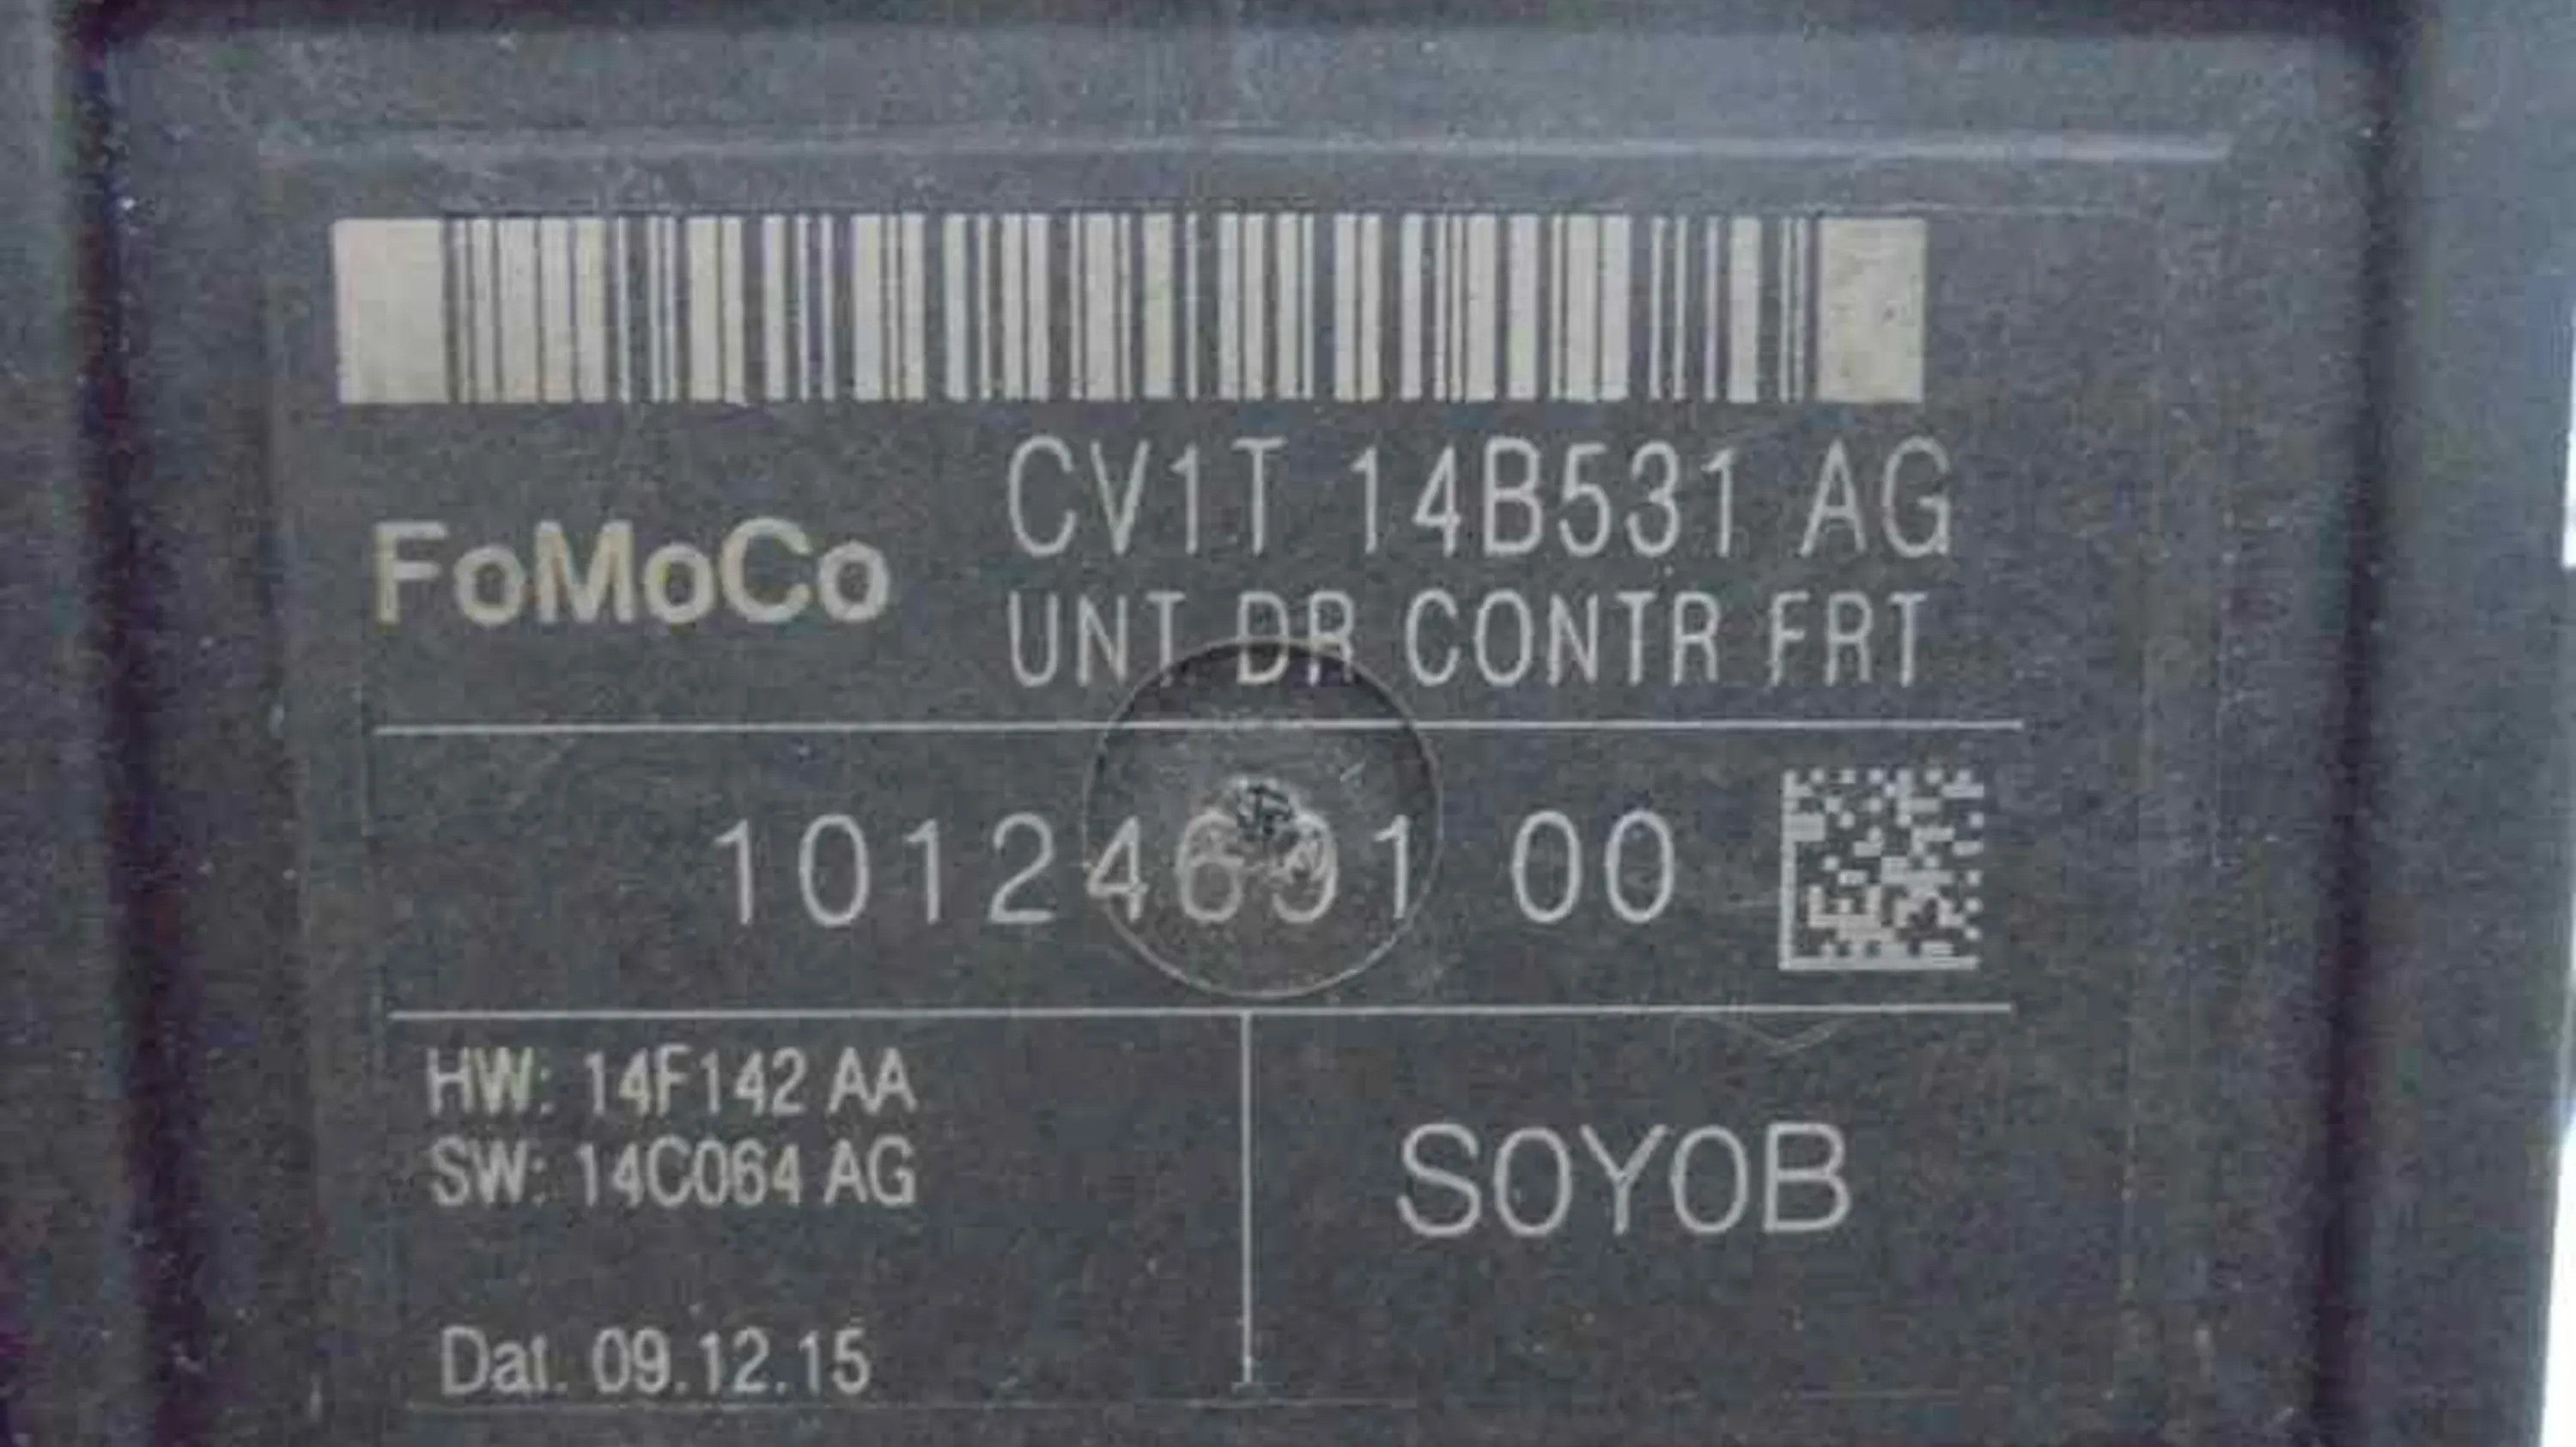 CV1T 14B531 AG
FoMoCo
UNT DR CONTR FRT
00
HW: 14F142 AA
SW: 14C064 AG
S0Y0B
Dat. 09.12.15